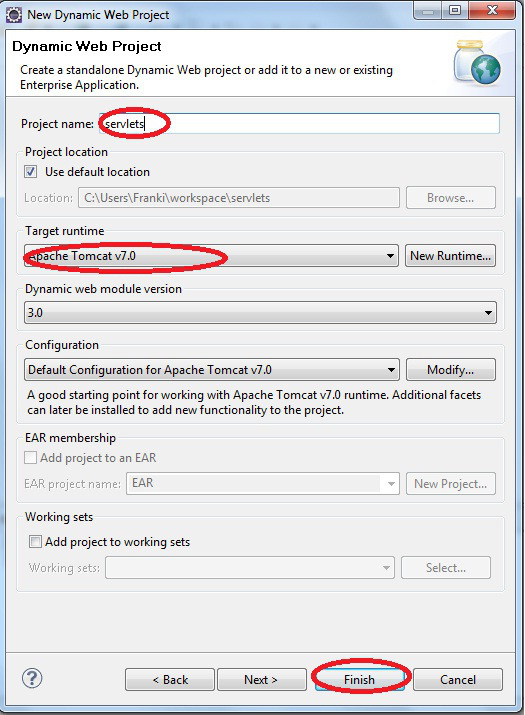 New Dynamic Web Project
Dynamic Web Project
Create a standalone Dynamic Web project or add it to a new or existing
Enterprise Application.
Project name: servlets
Project location
Use default location
Location: C:\Users\Franki\workspace\servlets Browse...
Target runtime
Apache Tomcat v7.0 New Runtime...
Dynamic web module version
3.0
Configuration
Default Configuration for Apache Tomcat v7.0 Modify...
A good starting point for working with Apache Tomcat v7.0 runtime. Additional facets
can later be installed to add new functionality to the project.
EAR membership
Add project to an EAR
EAR project name: EAR New Project...
Working sets
Add project to working sets
Working sets: Select...
? < Back Next > Finish Cancel